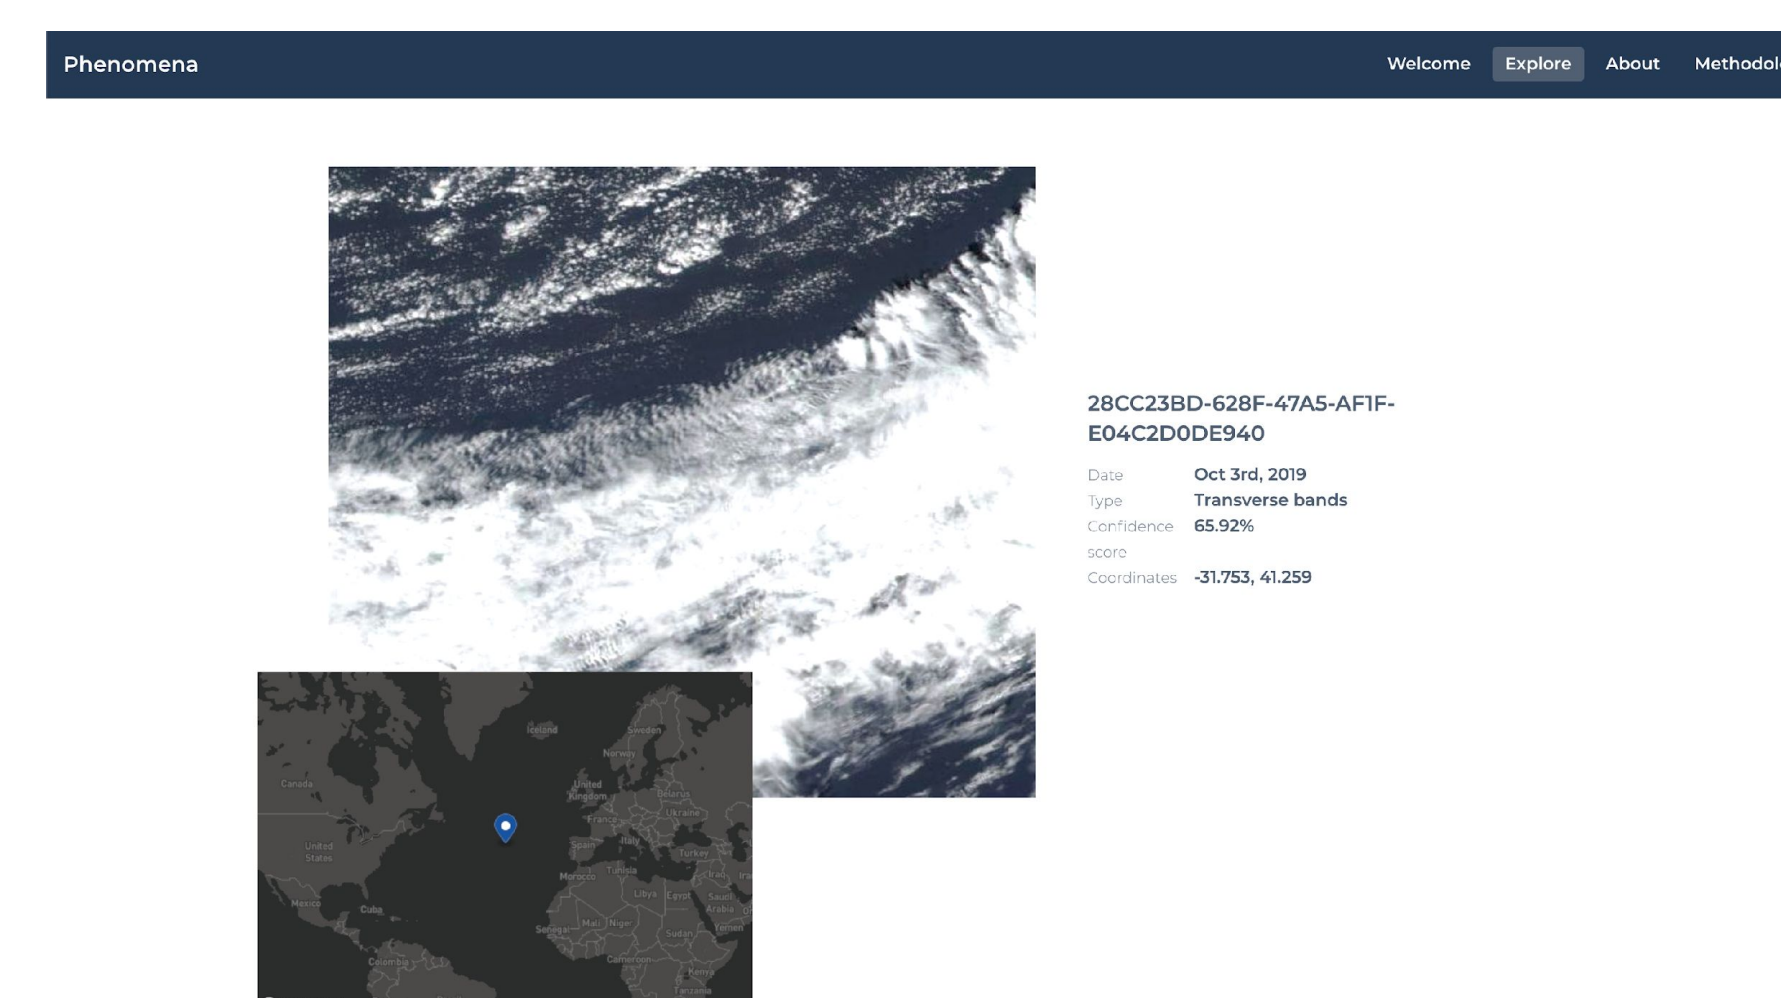 Phenomena
Welcome Explore About
28CC23BD-628F-47A5-AF1F-
E04C2D0DE940
Date Oct 3rd, 2019
Type Transverse bands
Confidence 65.92%
score
Coordinates -31.753, 41.259
Iceland
Sweden
Norway
Canada
United
Kingdom
Belarus
Ukraine
France
United
States
Spain
Italy
Turkey
Morocco
Tunisia
Iraq
Libya
Egypt
Saudi
Arabia
Mexico
Cuba
Mali
Niger
Senegal
Sudan
Yemen
Colombia
Cameroon
Kenya
Tanzania